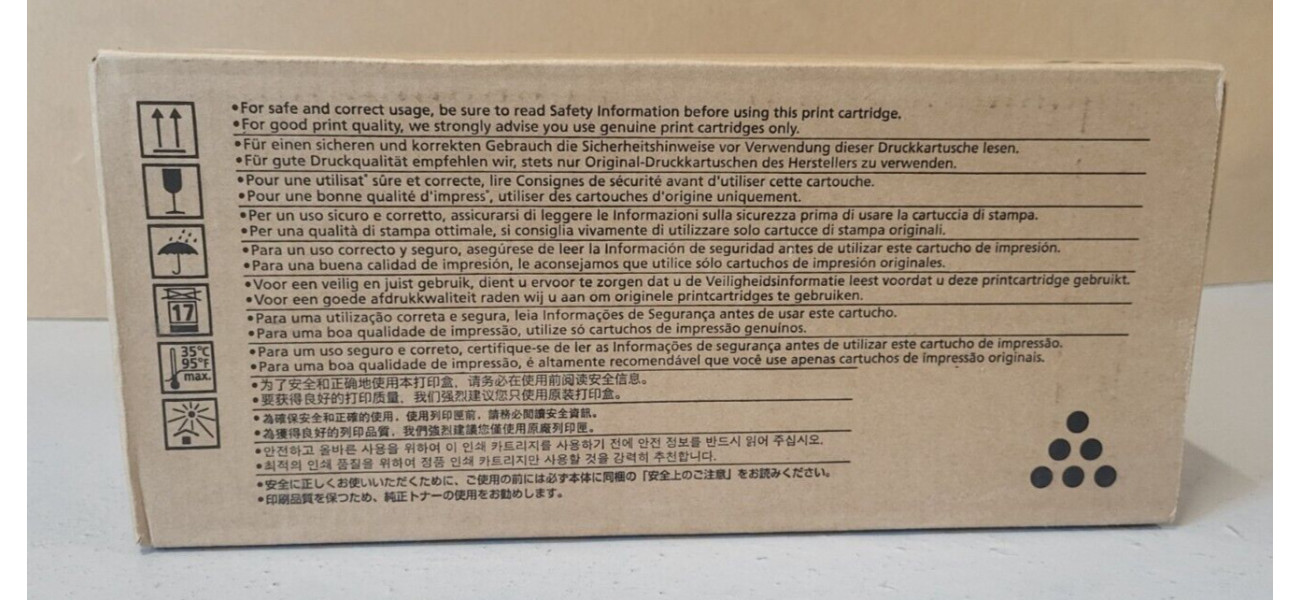 •For safe and correct usage, be sure to read Safety Information before using this print cartridge.
•For good print quality, we strongly advise you use genuine print cartridges only.
•Für einen sicheren und korrekten Gebrauch die Sicherheitshinweise vor Verwendung dieser Druckkartusche lesen.
•Für gute Druckqualität empfehlen wir, stets nur Original-Druckkartuschen des Herstellers zu verwenden.
•Pour une utilisat° sûre et correcte, lire Consignes de sécurité avant d'utiliser cette cartouche.
•Pour une bonne qualité d'impress°, utiliser des cartouches d'origine uniquement.
•Per un uso sicuro e corretto, assicurarsi di leggere le Informazioni sulla sicurezza prima di usare la cartuccia di stampa.
•Per una qualità di stampa ottimale, si consiglia vivamente di utilizzare solo cartucce di stampa originali.
•Para un uso correcto y seguro, asegúrese de leer la Información de seguridad antes de utilizar este cartucho de impresión.
•Para una buena calidad de impresión, le aconsejamos que utilice sólo cartuchos de impresión originales.
•Voor een veilig en juist gebruik, dient u ervoor te zorgen dat u de Veiligheidsinformatie leest voordat u deze printcartridge gebruikt.
•Voor een goede afdrukkwaliteit raden wij u aan om originele printcartridges te gebruiken.
•Para uma utilização correta e segura, leia Informações de Segurança antes de usar este cartucho.
•Para uma boa qualidade de impressão, utilize só cartuchos de impressão genuínos.
•Para um uso seguro e correto, certifique-se de ler as Informações de segurança antes de utilizar este cartucho de impressão.
•Para uma boa qualidade de impressão, é altamente recomendável que você use apenas cartuchos de impressão originais.
•为了安全和正确地使用本打印盒，请务必在使用前阅读安全信息。
•要获得良好的打印质量，我们强烈建议您只使用原装打印盒。
•為確保安全和正確的使用，使用列印匣前，請務必閱讀安全資訊。
•為獲得良好的列印品質，我們強烈建議您僅使用原廠列印匣。
•안전하고 올바른 사용을 위하여 이 인쇄 카트리지를 사용하기 전에 안전 정보를 반드시 읽어 주십시오.
•최적의 인쇄 품질을 위하여 정품 인쇄 카트리지만 사용할 것을 강력히 추천합니다.
•安全に正しくお使いいただくために、ご使用の前には必ず本体に同梱の「安全上のご注意」をお読みください。
•印刷品質を保つため、純正トナーの使用をお勧めします。
17
35°C
95°F
max.